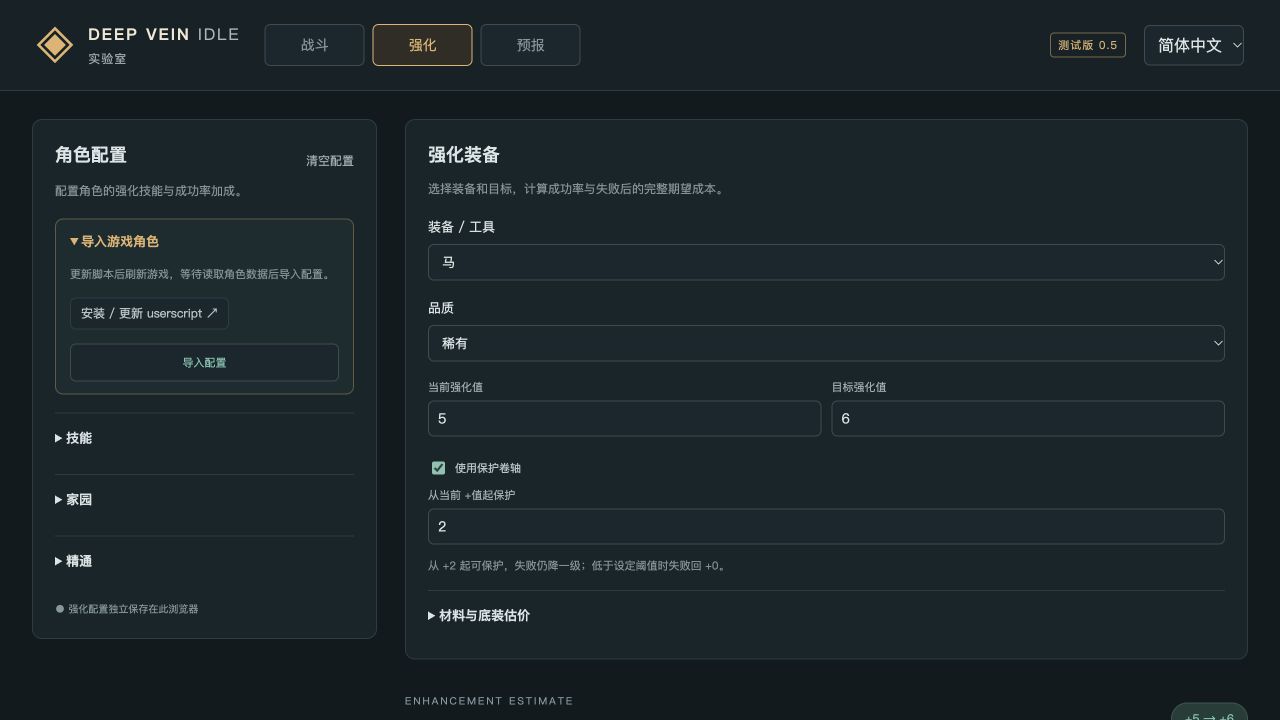 DEEP VEIN IDLE
实验室
战斗
强化
预报
测试版 0.5
简体中文
角色配置
清空配置
配置角色的强化技能与成功率加成。
导入游戏角色
更新脚本后刷新游戏，等待读取角色数据后导入配置。
安装 / 更新 userscript ↗
导入配置
技能
家园
精通
强化配置独立保存在此浏览器
强化装备
选择装备和目标，计算成功率与失败后的完整期望成本。
装备 / 工具
马
品质
稀有
当前强化值
目标强化值
5
6
使用保护卷轴
从当前 +值起保护
2
从 +2 起可保护，失败仍降一级；低于设定阈值时失败回 +0。
材料与底装估价
ENHANCEMENT ESTIMATE
+5 → +6